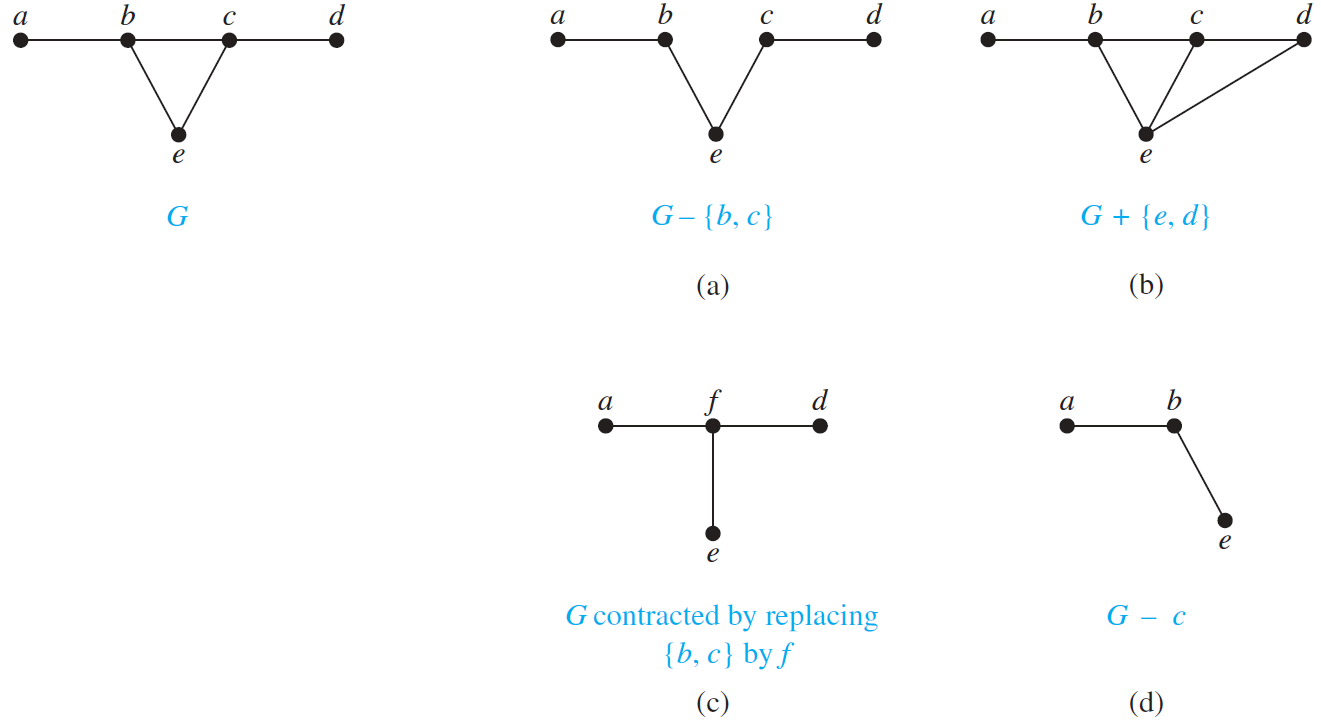 a b c d
e
G
a b c d
e
G – {b, c}
(a)
a b c d
e
G + {e, d}
(b)
a f d
e
G contracted by replacing
{b, c} by f
(c)
a b
e
G – c
(d)